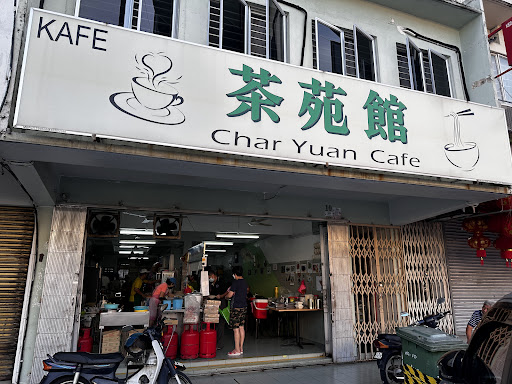 KAFE
茶苑館
Char Yuan Cafe